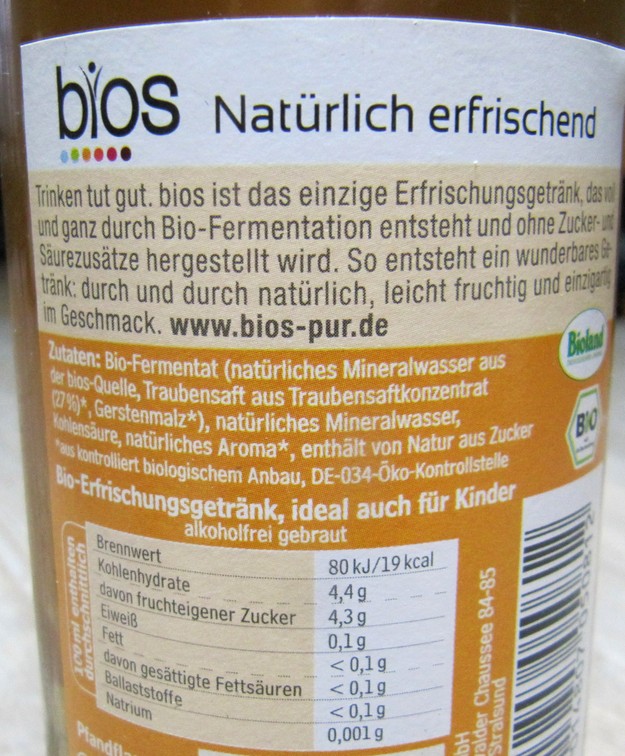 bios Natürlich erfrischend
Trinken tut gut. bios ist das einzige Erfrischungsgetränk, das voll
und ganz durch Bio-Fermentation entsteht und ohne Zucker- und
Säurezusätze hergestellt wird. So entsteht ein wunderbares Ge-
tränk: durch und durch natürlich, leicht fruchtig und einzigartig
im Geschmack. www.bios-pur.de
Bioland
Zutaten: Bio-Fermentat (natürliches Mineralwasser aus
der bios-Quelle, Traubensaft aus Traubensaftkonzentrat
(27%)*, Gerstenmalz*), natürliches Mineralwasser,
Kohlensäure, natürliches Aroma*, enthält von Natur aus Zucker
*aus kontrolliert biologischem Anbau, DE-034-Öko-Kontrollstelle
BIO
Bio-Erfrischungsgetränk, ideal auch für Kinder
alkoholfrei gebraut
100 ml enthalten
durchschnittlich
Brennwert 80 kJ/19 kcal
Kohlenhydrate 4,4 g
davon fruchteigener Zucker 4,3 g
Eiweiß 0,1 g
Fett < 0,1 g
davon gesättigte Fettsäuren < 0,1 g
Ballaststoffe < 0,1 g
Natrium 0,001 g
Chaussee 84-85
Stralsund